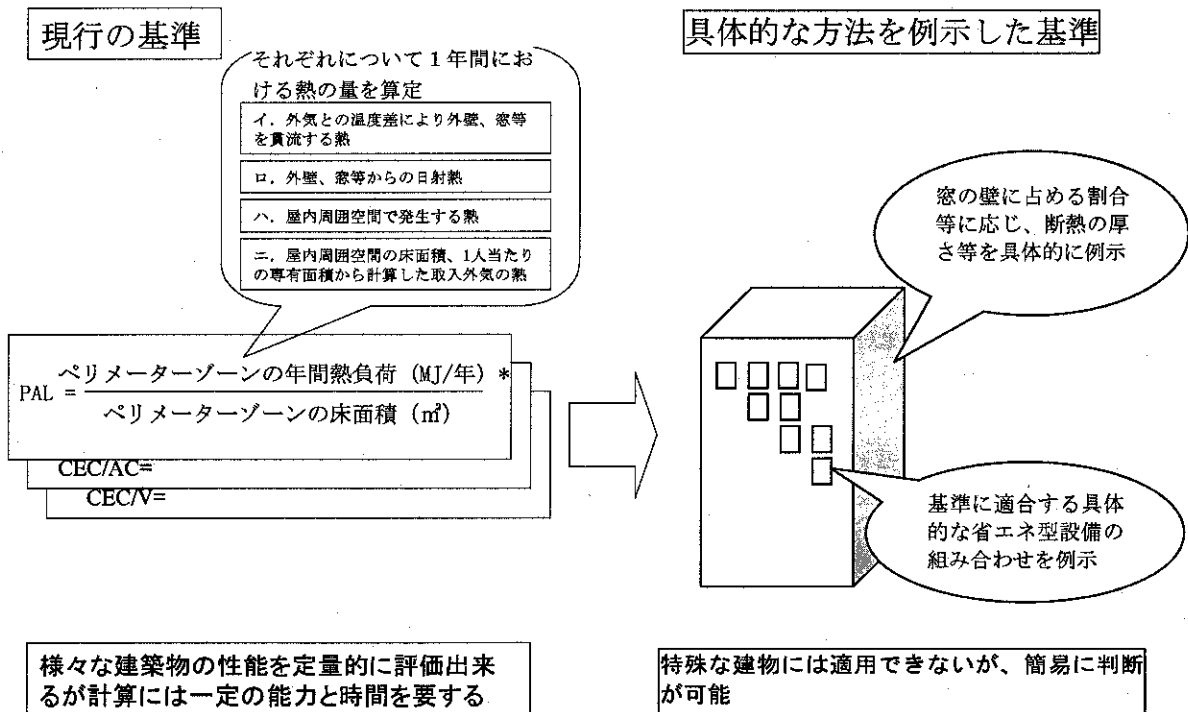 現行の基準
それぞれについて１年間にお
ける熱の量を算定
イ．外気との温度差により外壁、窓等
を貫流する熱
ロ．外壁、窓等からの日射熱
ハ．屋内周囲空間で発生する熱
ニ．屋内周囲空間の床面積、1人当たり
の専有面積から計算した取入外気の熱
PAL = ペリメーターゾーンの年間熱負荷（MJ/年）*
ペリメーターゾーンの床面積（㎡）
CEC/AC=
CEC/V=
様々な建築物の性能を定量的に評価出来
るが計算には一定の能力と時間を要する
具体的な方法を例示した基準
窓の壁に占める割合
等に応じ、断熱の厚
さ等を具体的に例示
基準に適合する具体
的な省エネ型設備の
組み合わせを例示
特殊な建物には適用できないが、簡易に判断
が可能